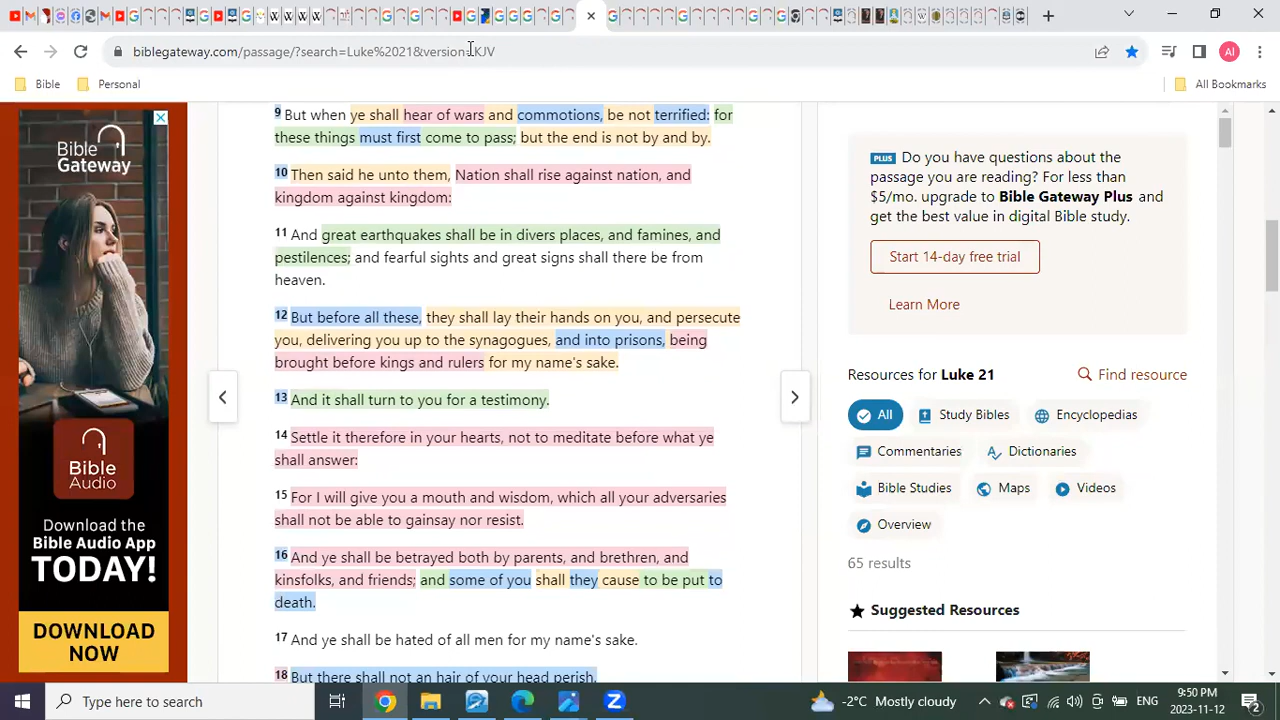 biblegateway.com/passage/?search=Luke%2021&version=KJV
AI
Bible
Personal
All Bookmarks
Bible
Gateway
Bible
Audio
Download the
Bible Audio App
TODAY!
DOWNLOAD
NOW
9 But when ye shall hear of wars and commotions, be not terrified: for
these things must first come to pass; but the end is not by and by.
10 Then said he unto them, Nation shall rise against nation, and
kingdom against kingdom:
11 And great earthquakes shall be in divers places, and famines, and
pestilences; and fearful sights and great signs shall there be from
heaven.
12 But before all these, they shall lay their hands on you, and persecute
you, delivering you up to the synagogues, and into prisons, being
brought before kings and rulers for my name's sake.
13 And it shall turn to you for a testimony.
14 Settle it therefore in your hearts, not to meditate before what ye
shall answer:
15 For I will give you a mouth and wisdom, which all your adversaries
shall not be able to gainsay nor resist.
16 And ye shall be betrayed both by parents, and brethren, and
kinsfolks, and friends; and some of you shall they cause to be put to
death.
17 And ye shall be hated of all men for my name's sake.
18 But there shall not an hair of your head perish.
PLUS Do you have questions about the
passage you are reading? For less than
$5/mo. upgrade to Bible Gateway Plus and
get the best value in digital Bible study.
Start 14-day free trial
Learn More
Resources for Luke 21
Find resource
All
Study Bibles
Encyclopedias
Commentaries
Dictionaries
Bible Studies
Maps
Videos
Overview
65 results
Suggested Resources
Type here to search
-2°C Mostly cloudy
ENG
9:50 PM
2023-11-12
2